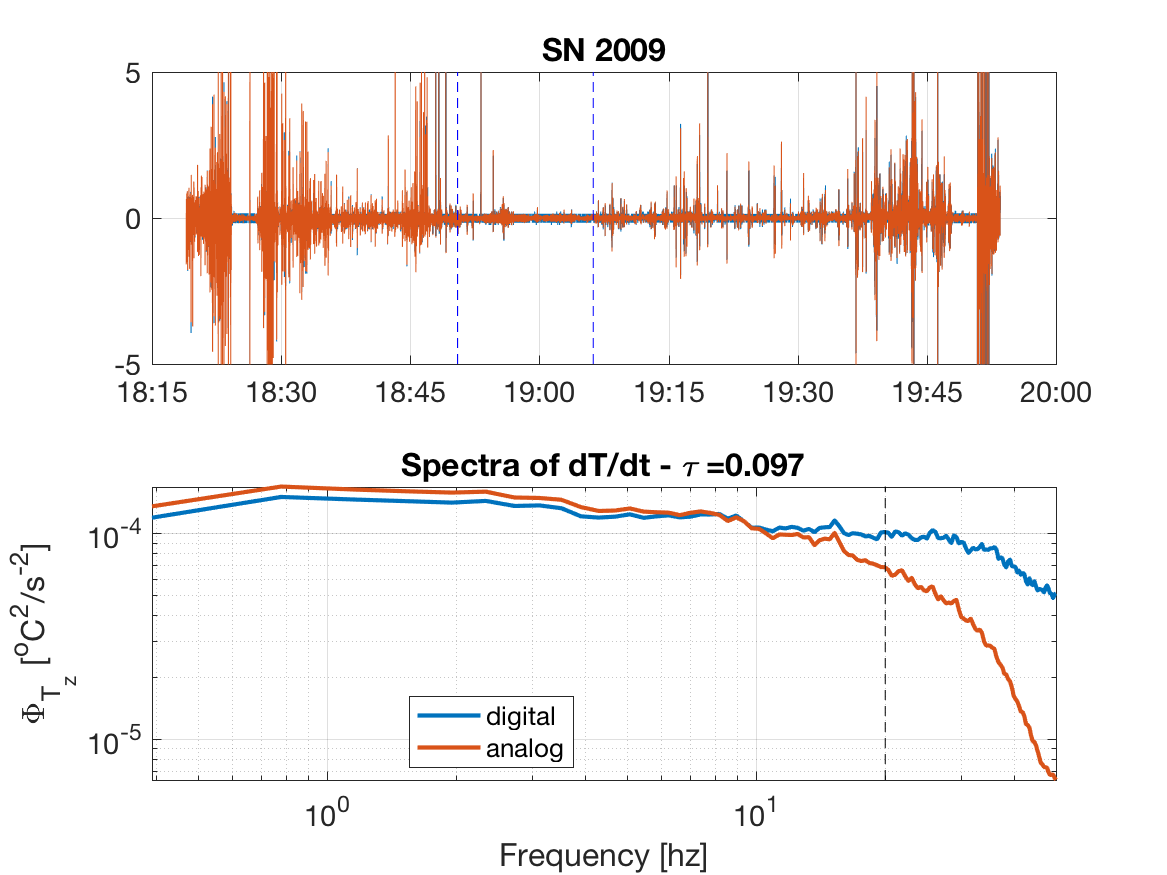 SN 2009
5
0
-5
18:15 18:30 18:45 19:00 19:15 19:30 19:45 20:00
Spectra of dT/dt - τ =0.097
10⁻⁴
10⁻⁵
Φ_T_z [°C²/s⁻²]
digital
analog
10⁰ 10¹
Frequency [hz]